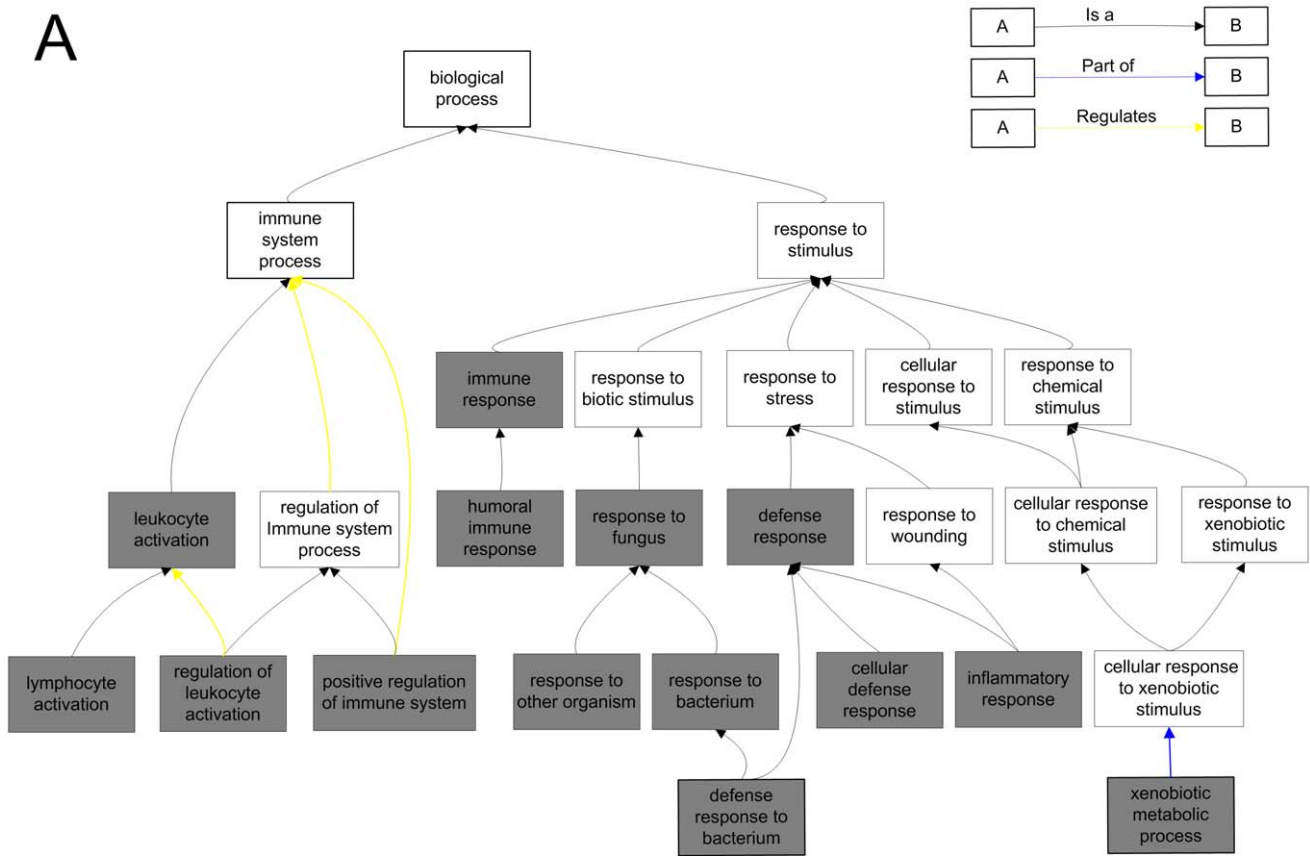 A
Is a
A
B
Part of
A
B
Regulates
A
B
biological
process
immune
system
process
response to
stimulus
immune
response
response to
biotic stimulus
response to
stress
cellular
response to
stimulus
response to
chemical
stimulus
leukocyte
activation
regulation of
Immune system
process
humoral
immune
response
response to
fungus
defense
response
response to
wounding
cellular response
to chemical
stimulus
response to
xenobiotic
stimulus
lymphocyte
activation
regulation of
leukocyte
activation
positive regulation
of immune system
response to
other organism
response to
bacterium
cellular
defense
response
inflammatory
response
cellular response
to xenobiotic
stimulus
defense
response to
bacterium
xenobiotic
metabolic
process